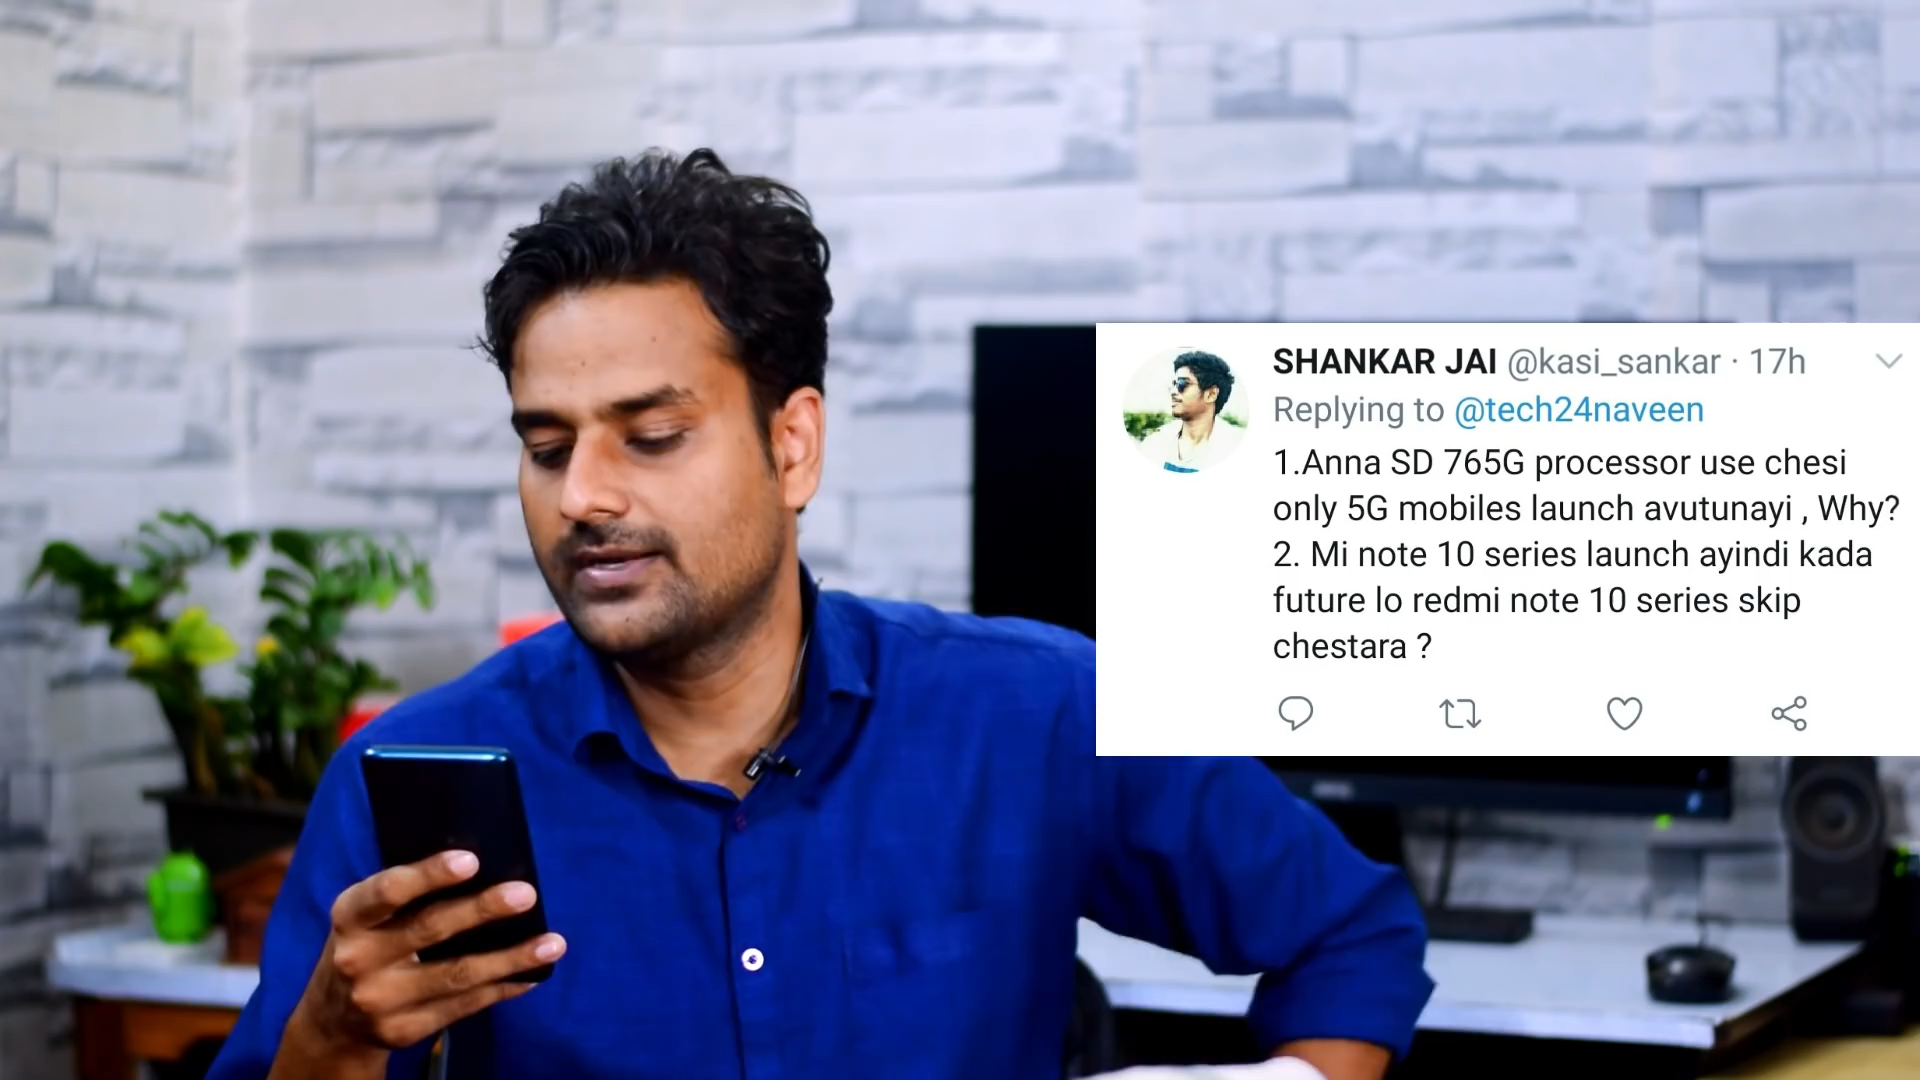 SHANKAR JAI @kasi_sankar · 17h
Replying to @tech24naveen
1.Anna SD 765G processor use chesi
only 5G mobiles launch avutunayi , Why?
2. Mi note 10 series launch ayindi kada
future lo redmi note 10 series skip
chestara ?